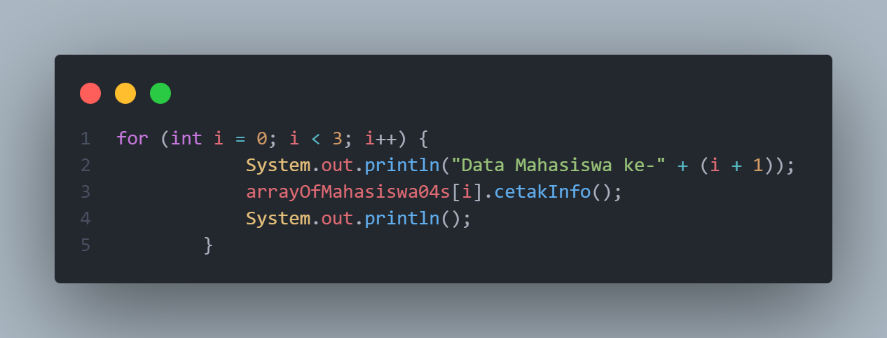 1 for (int i = 0; i < 3; i++) {
2 System.out.println("Data Mahasiswa ke-" + (i + 1));
3 arrayOfMahasiswa04s[i].cetakInfo();
4 System.out.println();
5 }